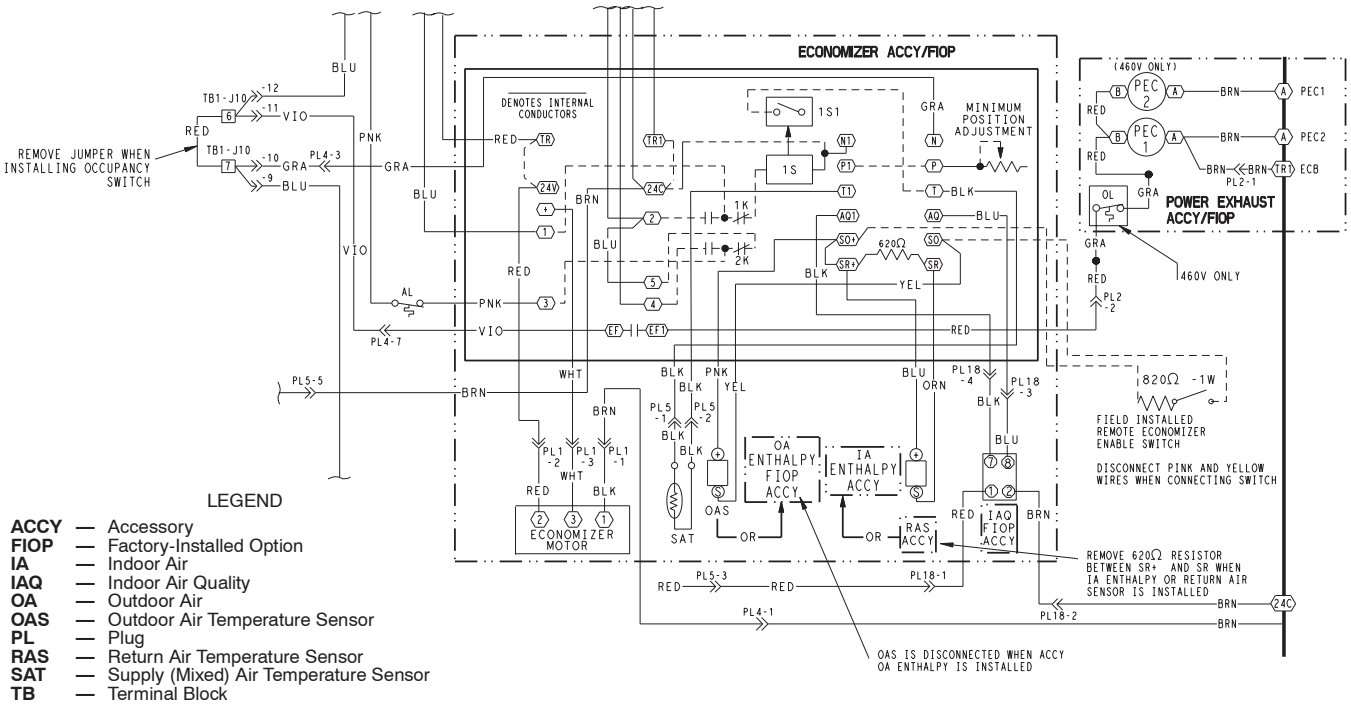 ECONOMIZER ACCY/FIOP
(460V ONLY)
B
PEC
2
A
BRN
A
PEC1
RED
B
PEC
1
A
BRN
A
PEC2
RED
BRN
BRN
TR1
ECB
PL2-1
OL
GRA
POWER EXHAUST
ACCY/FIOP
GRA
460V ONLY
RED
PL2
-2
BLU
-12
TB1-J10
-11
6
VIO
RED
REMOVE JUMPER WHEN
INSTALLING OCCUPANCY
SWITCH
TB1-J10
-10
7
GRA
PL4-3
GRA
-9
BLU
PNK
BLU
VIO
AL
PNK
3
VIO
PL4-7
PL5-5
BRN
DENOTES INTERNAL
CONDUCTORS
RED
TR
TR1
24V
24C
BRN
+
1
2
1K
BLU
2K
RED
5
4
EF
EF1
RED
1S1
1S
GRA
MINIMUM
POSITION
ADJUSTMENT
N1
N
P1
P
T1
T
BLK
AQ1
AQ
BLU
SO+
SO
620Ω
SR+
SR
BLK
YEL
WHT
BRN
PL1
-2
PL1
-3
PL1
-1
RED
WHT
BLK
2
3
1
ECONOMIZER
MOTOR
BLK
BLK
PNK
YEL
PL5
-1
PL5
-2
BLK
BLK
SAT
+
S
OAS
OA
ENTHALPY
FIOP
ACCY
OR
IA
ENTHALPY
ACCY
OR
RAS
ACCY
BLU
ORN
+
S
PL18
-4
PL18
-3
BLK
BLU
7
8
1
2
RED
BRN
IAQ
FIOP
ACCY
820Ω -1W
FIELD INSTALLED
REMOTE ECONOMIZER
ENABLE SWITCH
DISCONNECT PINK AND YELLOW
WIRES WHEN CONNECTING SWITCH
REMOVE 620Ω RESISTOR
BETWEEN SR+ AND SR WHEN
IA ENTHALPY OR RETURN AIR
SENSOR IS INSTALLED
RED
PL5-3
RED
PL18-1
PL18-2
BRN
24C
PL4-1
BRN
OAS IS DISCONNECTED WHEN ACCY
OA ENTHALPY IS INSTALLED
LEGEND
ACCY — Accessory
FIOP — Factory-Installed Option
IA — Indoor Air
IAQ — Indoor Air Quality
OA — Outdoor Air
OAS — Outdoor Air Temperature Sensor
PL — Plug
RAS — Return Air Temperature Sensor
SAT — Supply (Mixed) Air Temperature Sensor
TB — Terminal Block